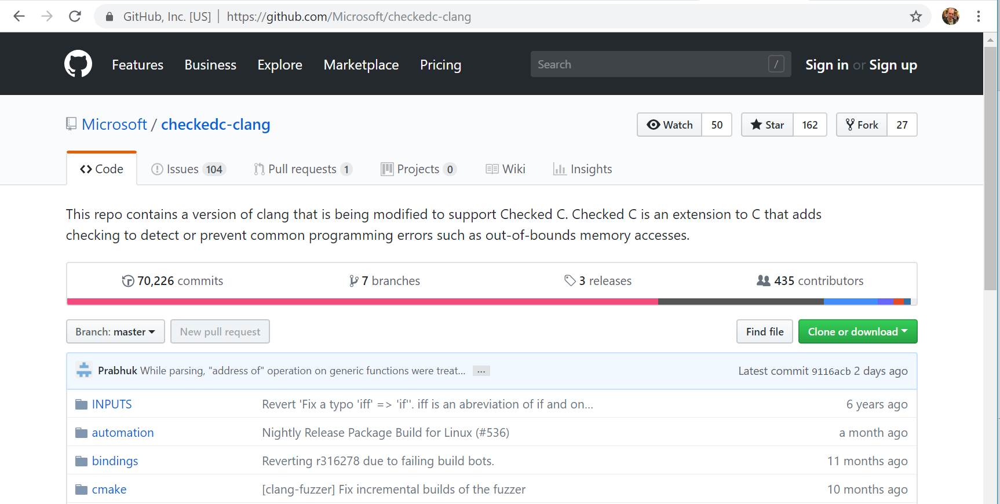 GitHub, Inc. [US] | https://github.com/Microsoft/checkedc-clang
Features Business Explore Marketplace Pricing Search / Sign in or Sign up
Microsoft / checkedc-clang Watch 50 Star 162 Fork 27
Code Issues 104 Pull requests 1 Projects 0 Wiki Insights
This repo contains a version of clang that is being modified to support Checked C. Checked C is an extension to C that adds
checking to detect or prevent common programming errors such as out-of-bounds memory accesses.
70,226 commits 7 branches 3 releases 435 contributors
Branch: master New pull request Find file Clone or download
Prabhuk While parsing, "address of" operation on generic functions were treat... ... Latest commit 9116acb 2 days ago
INPUTS Revert 'Fix a typo 'iff' => 'if''. iff is an abreviation of if and on... 6 years ago
automation Nightly Release Package Build for Linux (#536) a month ago
bindings Reverting r316278 due to failing build bots. 11 months ago
cmake [clang-fuzzer] Fix incremental builds of the fuzzer 10 months ago